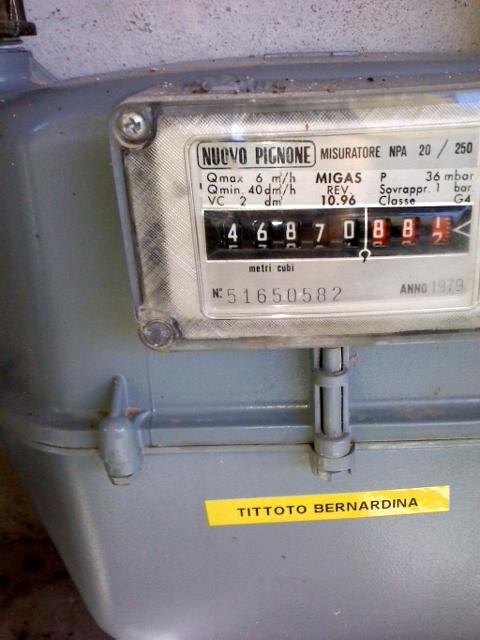 NUOVO PIGNONE MISURATORE NPA 20 / 250
Qmax 6 m³/h MIGAS P 36 mbar
Qmin. 40dm³/h REV. Sovrappr. 1 bar
VC 2 dm³ 10.96 Classe G4
4 6 8 7 0 8 8
metri cubi
N° 51650582 ANNO 1979
TITTOTO BERNARDINA